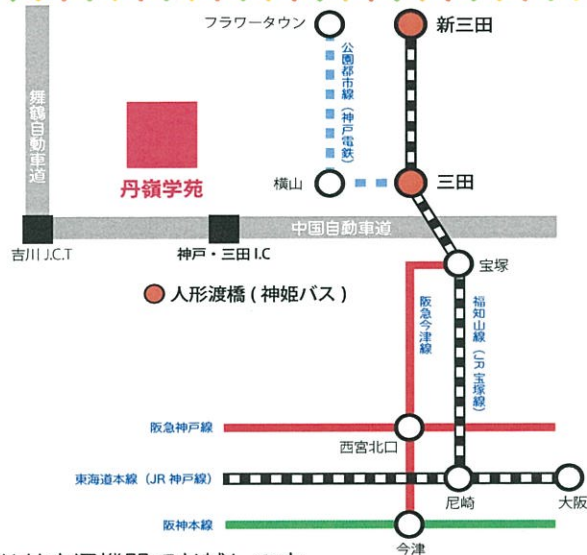 フラワータウン
新三田
公園都市線(神戸電鉄)
舞鶴自動車道
丹嶺学苑
横山
三田
中国自動車道
吉川 J.C.T
神戸・三田 I.C
宝塚
人形渡橋 ( 神姫バス )
阪急今津線
福知山線(JR 宝塚線)
阪急神戸線
西宮北口
東海道本線(JR 神戸線)
尼崎
大阪
阪神本線
今津